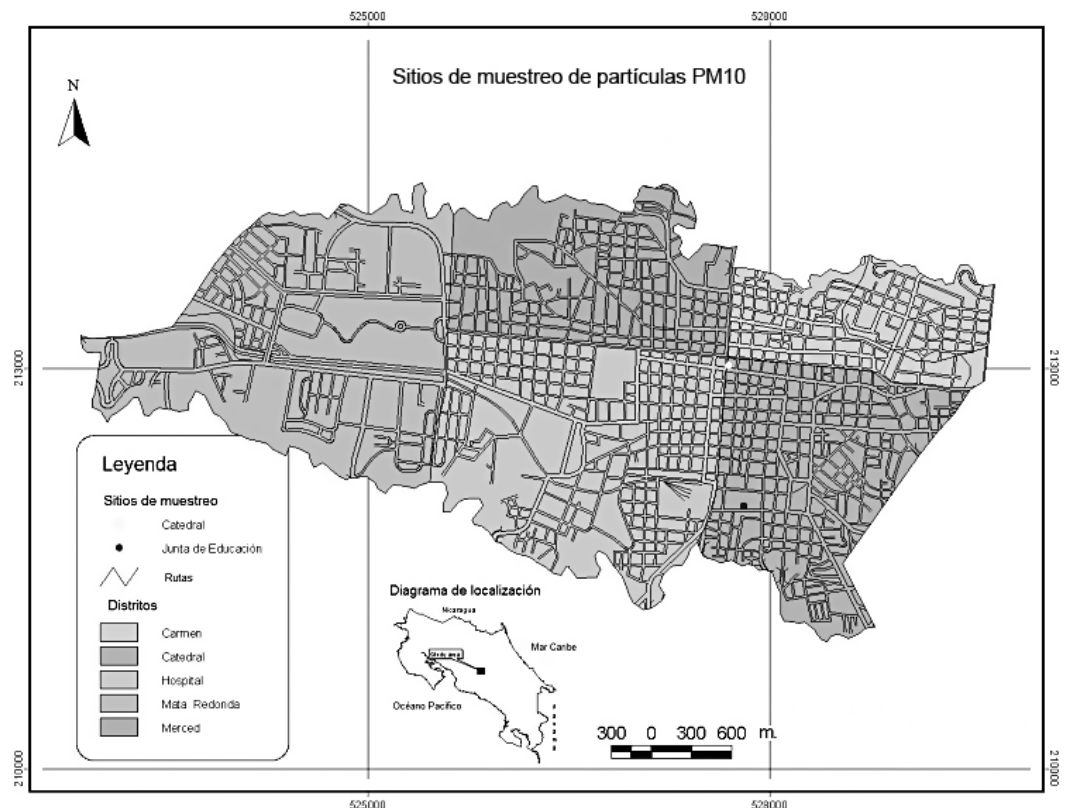 525000
528000
Sitios de muestreo de partículas PM10
N
213000
213000
Leyenda
Sitios de muestreo
Catedral
Junta de Educación
Rutas
Distritos
Carmen
Catedral
Hospital
Mata Redonda
Merced
Diagrama de localización
Nicaragua
Mar Caribe
Océano Pacífico
300 0 300 600 m.
210000
210000
525000
528000